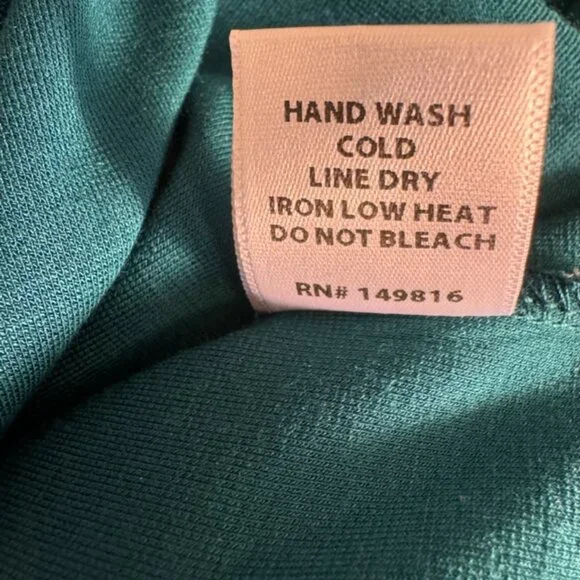 HAND WASH
COLD
LINE DRY
IRON LOW HEAT
DO NOT BLEACH
RN# 149816